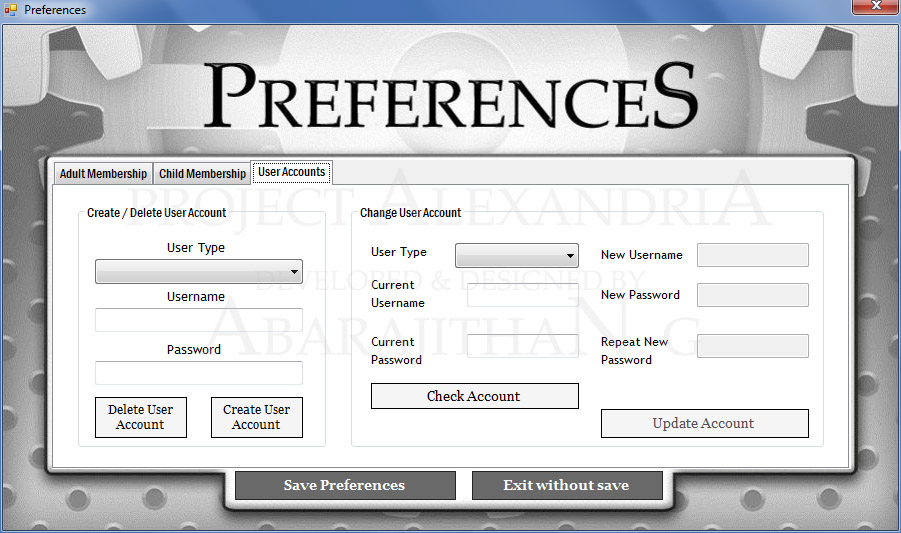 Preferences
PREFERENCES
Adult Membership
Child Membership
User Accounts
PROJECT ALEXANDRIA
DEVELOPED & DESIGNED BY
ABARAJITHAN G
Create / Delete User Account
User Type
Username
Password
Delete User
Account
Create User
Account
Change User Account
User Type
Current
Username
Current
Password
Check Account
New Username
New Password
Repeat New
Password
Update Account
Save Preferences
Exit without save